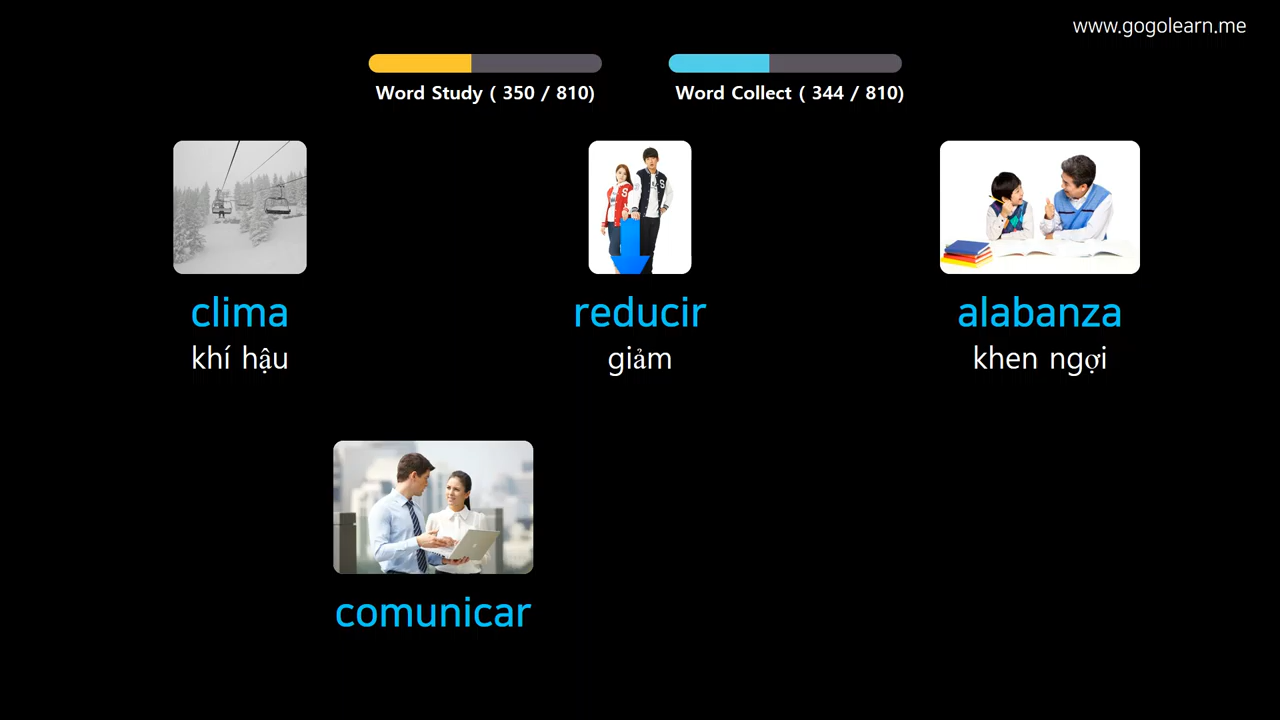 www.gogolearn.me
Word Study ( 350 / 810)
Word Collect ( 344 / 810)
clima
khí hậu
reducir
giảm
alabanza
khen ngợi
comunicar